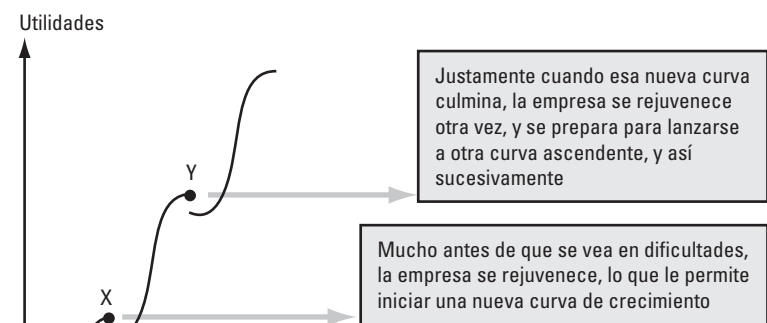 Utilidades
Justamente cuando esa nueva curva
culmina, la empresa se rejuvenece
otra vez, y se prepara para lanzarse
a otra curva ascendente, y así
sucesivamente
Y
Mucho antes de que se vea en dificultades,
la empresa se rejuvenece, lo que le permite
iniciar una nueva curva de crecimiento
X